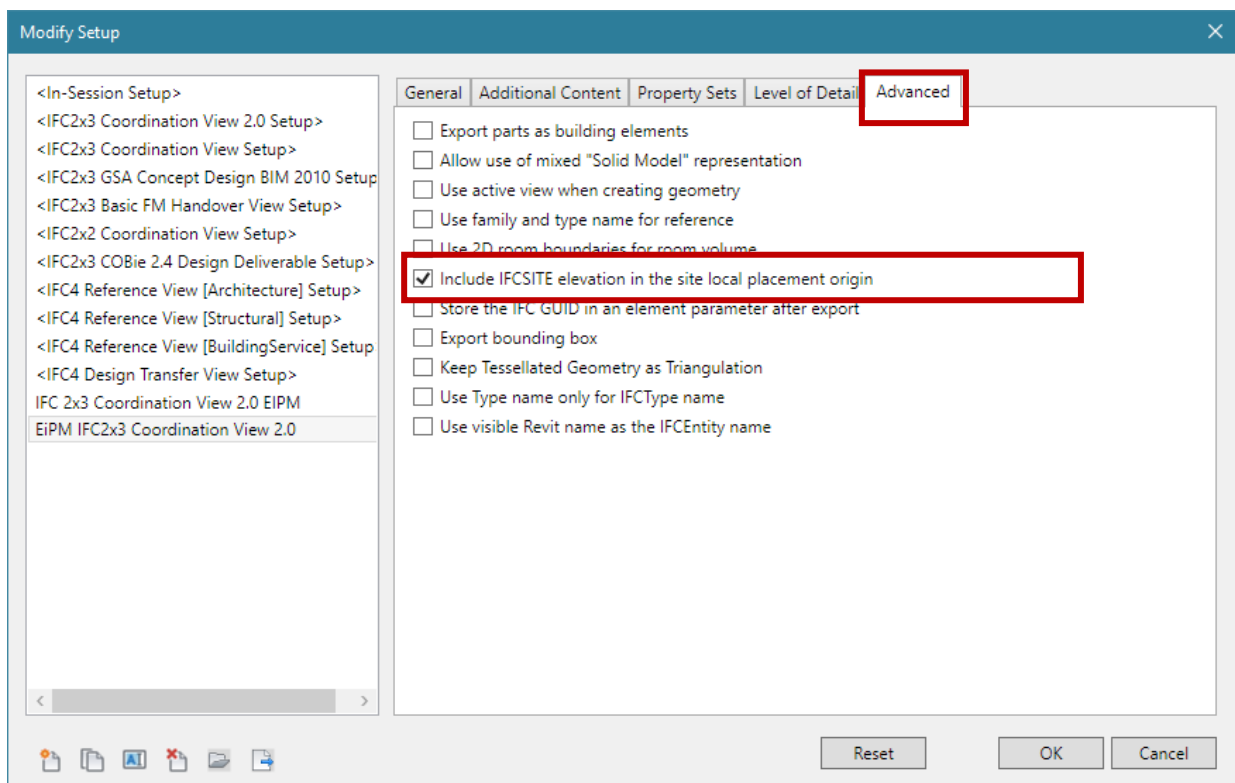 Modify Setup
<In-Session Setup>
<IFC2x3 Coordination View 2.0 Setup>
<IFC2x3 Coordination View Setup>
<IFC2x3 GSA Concept Design BIM 2010 Setup
<IFC2x3 Basic FM Handover View Setup>
<IFC2x2 Coordination View Setup>
<IFC2x3 COBie 2.4 Design Deliverable Setup>
<IFC4 Reference View [Architecture] Setup>
<IFC4 Reference View [Structural] Setup>
<IFC4 Reference View [BuildingService] Setup
<IFC4 Design Transfer View Setup>
IFC 2x3 Coordination View 2.0 EIPM
EiPM IFC2x3 Coordination View 2.0
General Additional Content Property Sets Level of Detail Advanced
Export parts as building elements
Allow use of mixed "Solid Model" representation
Use active view when creating geometry
Use family and type name for reference
Use 2D room boundaries for room volume
Include IFCSITE elevation in the site local placement origin
Store the IFC GUID in an element parameter after export
Export bounding box
Keep Tessellated Geometry as Triangulation
Use Type name only for IFCType name
Use visible Revit name as the IFCEntity name
Reset OK Cancel